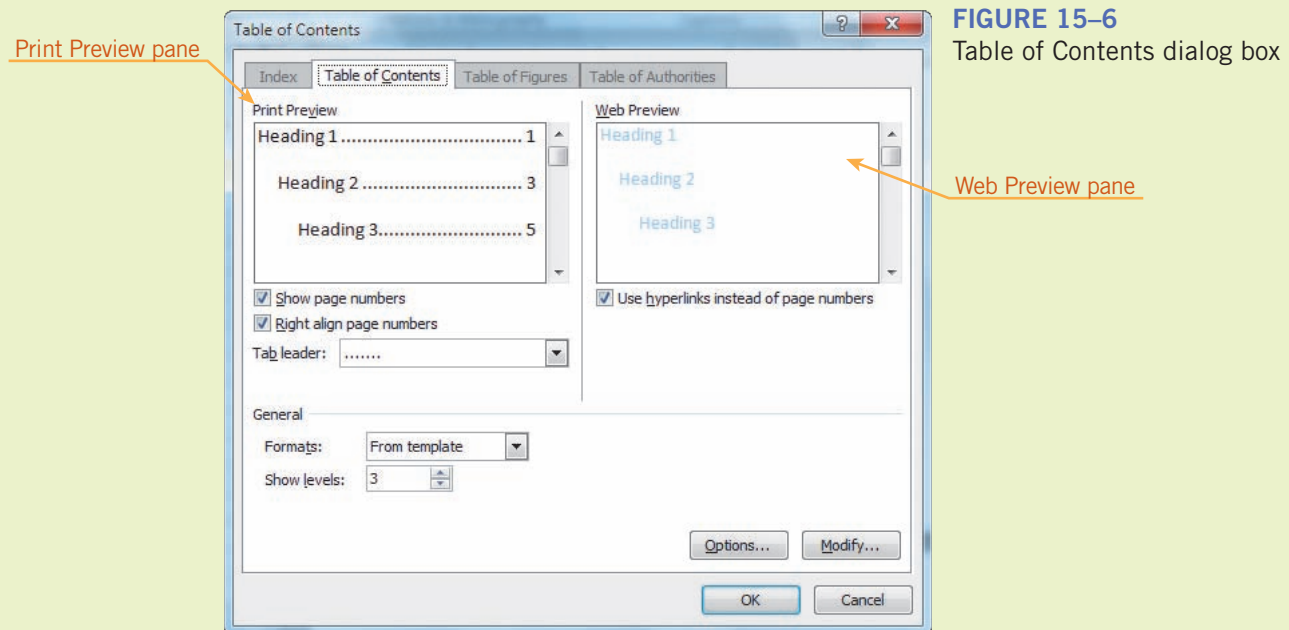 FIGURE 15–6
Table of Contents dialog box
Print Preview pane
Table of Contents
Index
Table of Contents
Table of Figures
Table of Authorities
Print Preview
Heading 1.................................. 1
Heading 2 ............................... 3
Heading 3............................ 5
Show page numbers
Right align page numbers
Tab leader: .......
Web Preview
Heading 1
Heading 2
Heading 3
Use hyperlinks instead of page numbers
Web Preview pane
General
Formats: From template
Show levels: 3
Options... Modify...
OK Cancel